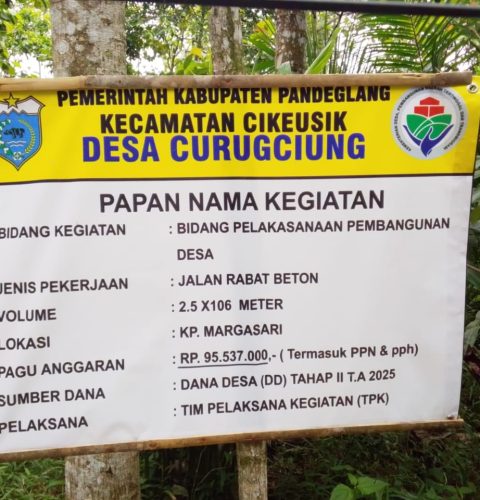 PEMERINTAH KABUPATEN PANDEGLANG
KECAMATAN CIKEUSIK
DESA CURUGCIUNG
PAPAN NAMA KEGIATAN
BIDANG KEGIATAN : BIDANG PELAKASANAAN PEMBANGUNAN
DESA
JENIS PEKERJAAN : JALAN RABAT BETON
VOLUME : 2.5 X106 METER
LOKASI : KP. MARGASARI
PAGU ANGGARAN : RP. 95.537.000,- ( Termasuk PPN & pph)
SUMBER DANA : DANA DESA (DD) TAHAP II T.A 2025
PELAKSANA : TIM PELAKSANA KEGIATAN (TPK)